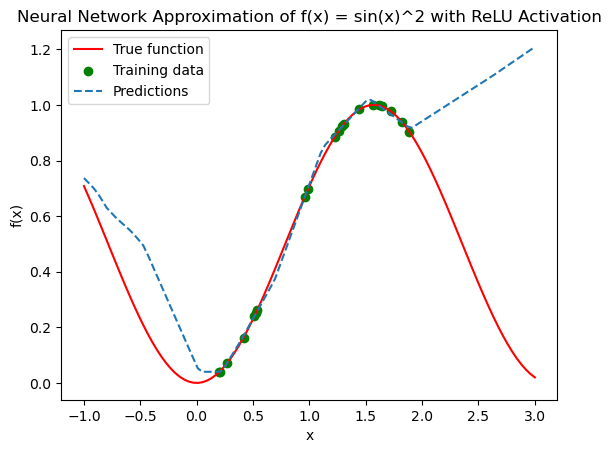 Neural Network Approximation of f(x) = sin(x)^2 with ReLU Activation
True function
Training data
Predictions
f(x)
1.2
1.0
0.8
0.6
0.4
0.2
0.0
−1.0 −0.5 0.0 0.5 1.0 1.5 2.0 2.5 3.0
x